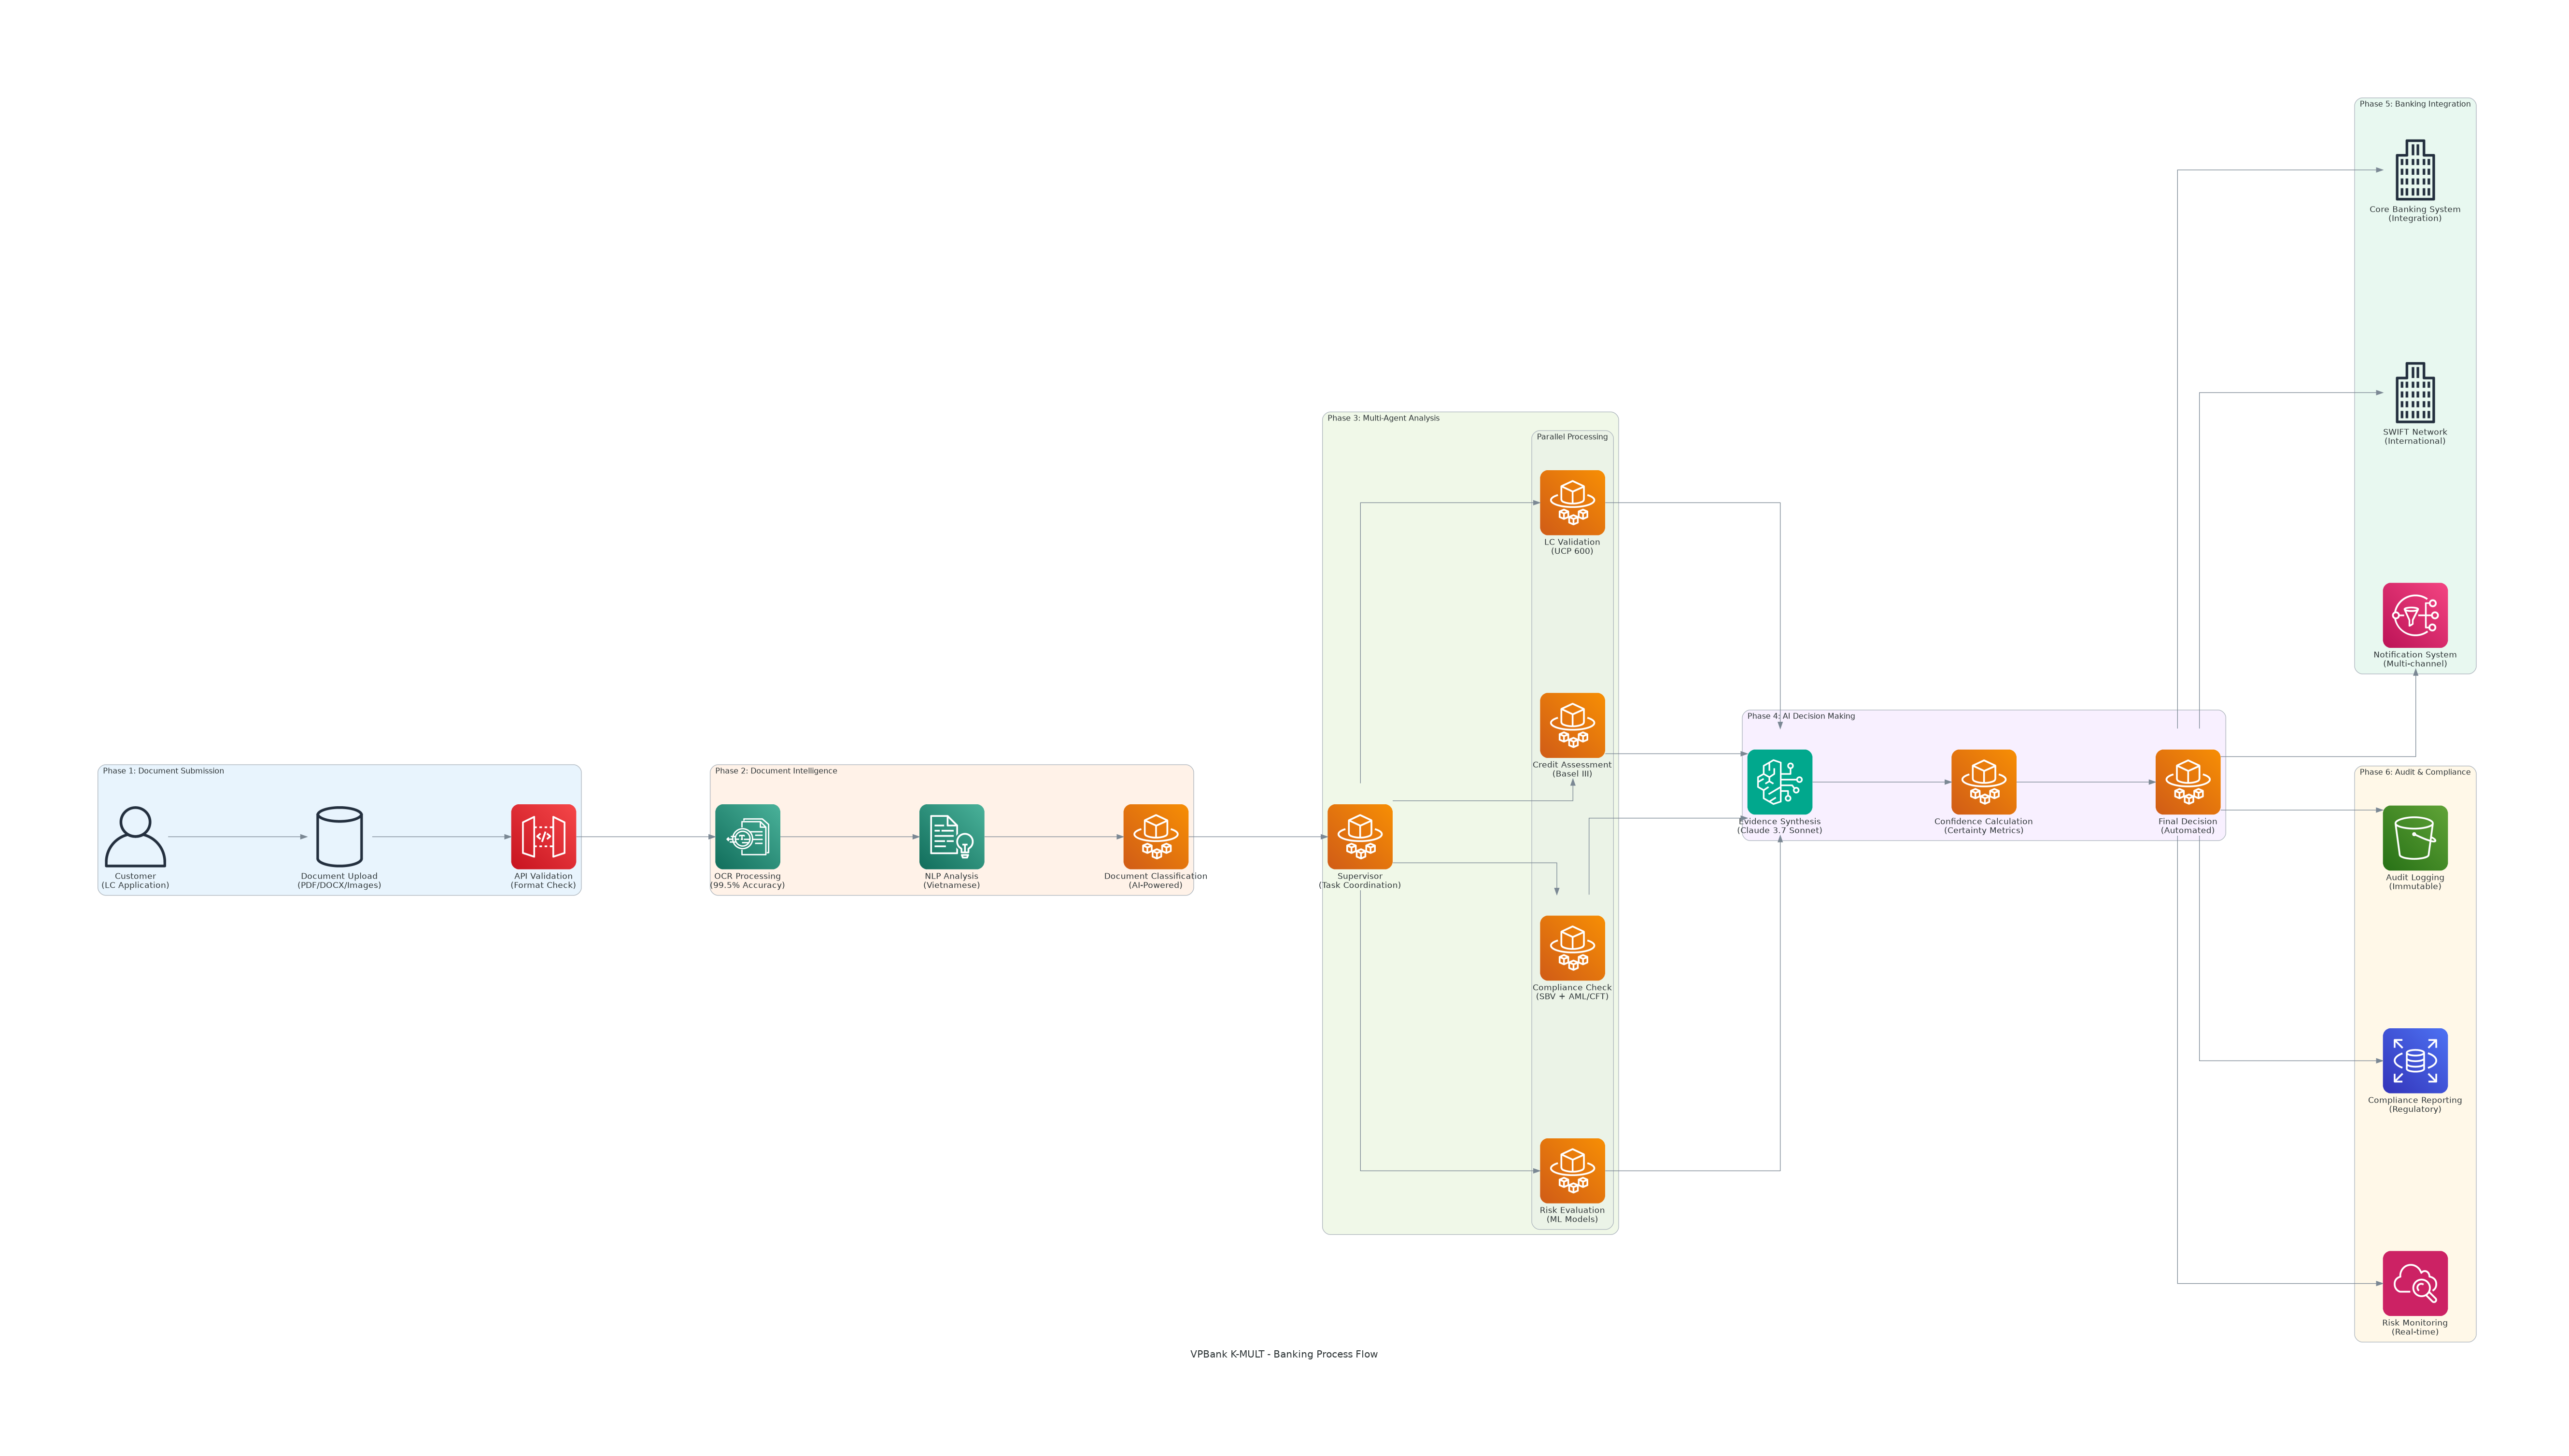 Phase 1: Document Submission
Customer
(LC Application)
Document Upload
(PDF/DOCX/Images)
API Validation
(Format Check)
Phase 2: Document Intelligence
OCR Processing
(99.5% Accuracy)
NLP Analysis
(Vietnamese)
Document Classification
(AI-Powered)
Phase 3: Multi-Agent Analysis
Supervisor
(Task Coordination)
Parallel Processing
LC Validation
(UCP 600)
Credit Assessment
(Basel III)
Compliance Check
(SBV + AML/CFT)
Risk Evaluation
(ML Models)
Phase 4: AI Decision Making
Evidence Synthesis
(Claude 3.7 Sonnet)
Confidence Calculation
(Certainty Metrics)
Final Decision
(Automated)
Phase 5: Banking Integration
Core Banking System
(Integration)
SWIFT Network
(International)
Notification System
(Multi-channel)
Phase 6: Audit & Compliance
Audit Logging
(Immutable)
Compliance Reporting
(Regulatory)
Risk Monitoring
(Real-time)
VPBank K-MULT - Banking Process Flow